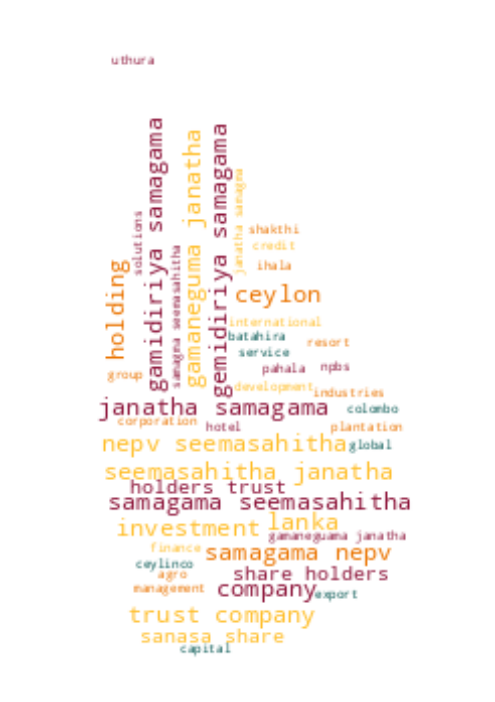 uthura
gamidiriya samagama
gamaneguma janatha
gemidiriya samagama
janatha samagma
solutions
samagma seemasahitha
holding
shakthi
credit
ihala
ceylon
international
batahira
resort
service
pahala
npbs
group
development
industries
janatha samagama
colombo
corporation
hotel
plantation
nepv seemasahitha
global
seemasahitha janatha
holders trust
samagama seemasahitha
investment
lanka
gamaneguama janatha
finance
samagama nepv
ceylinco
agro
share holders
management
company
export
trust company
sanasa share
capital